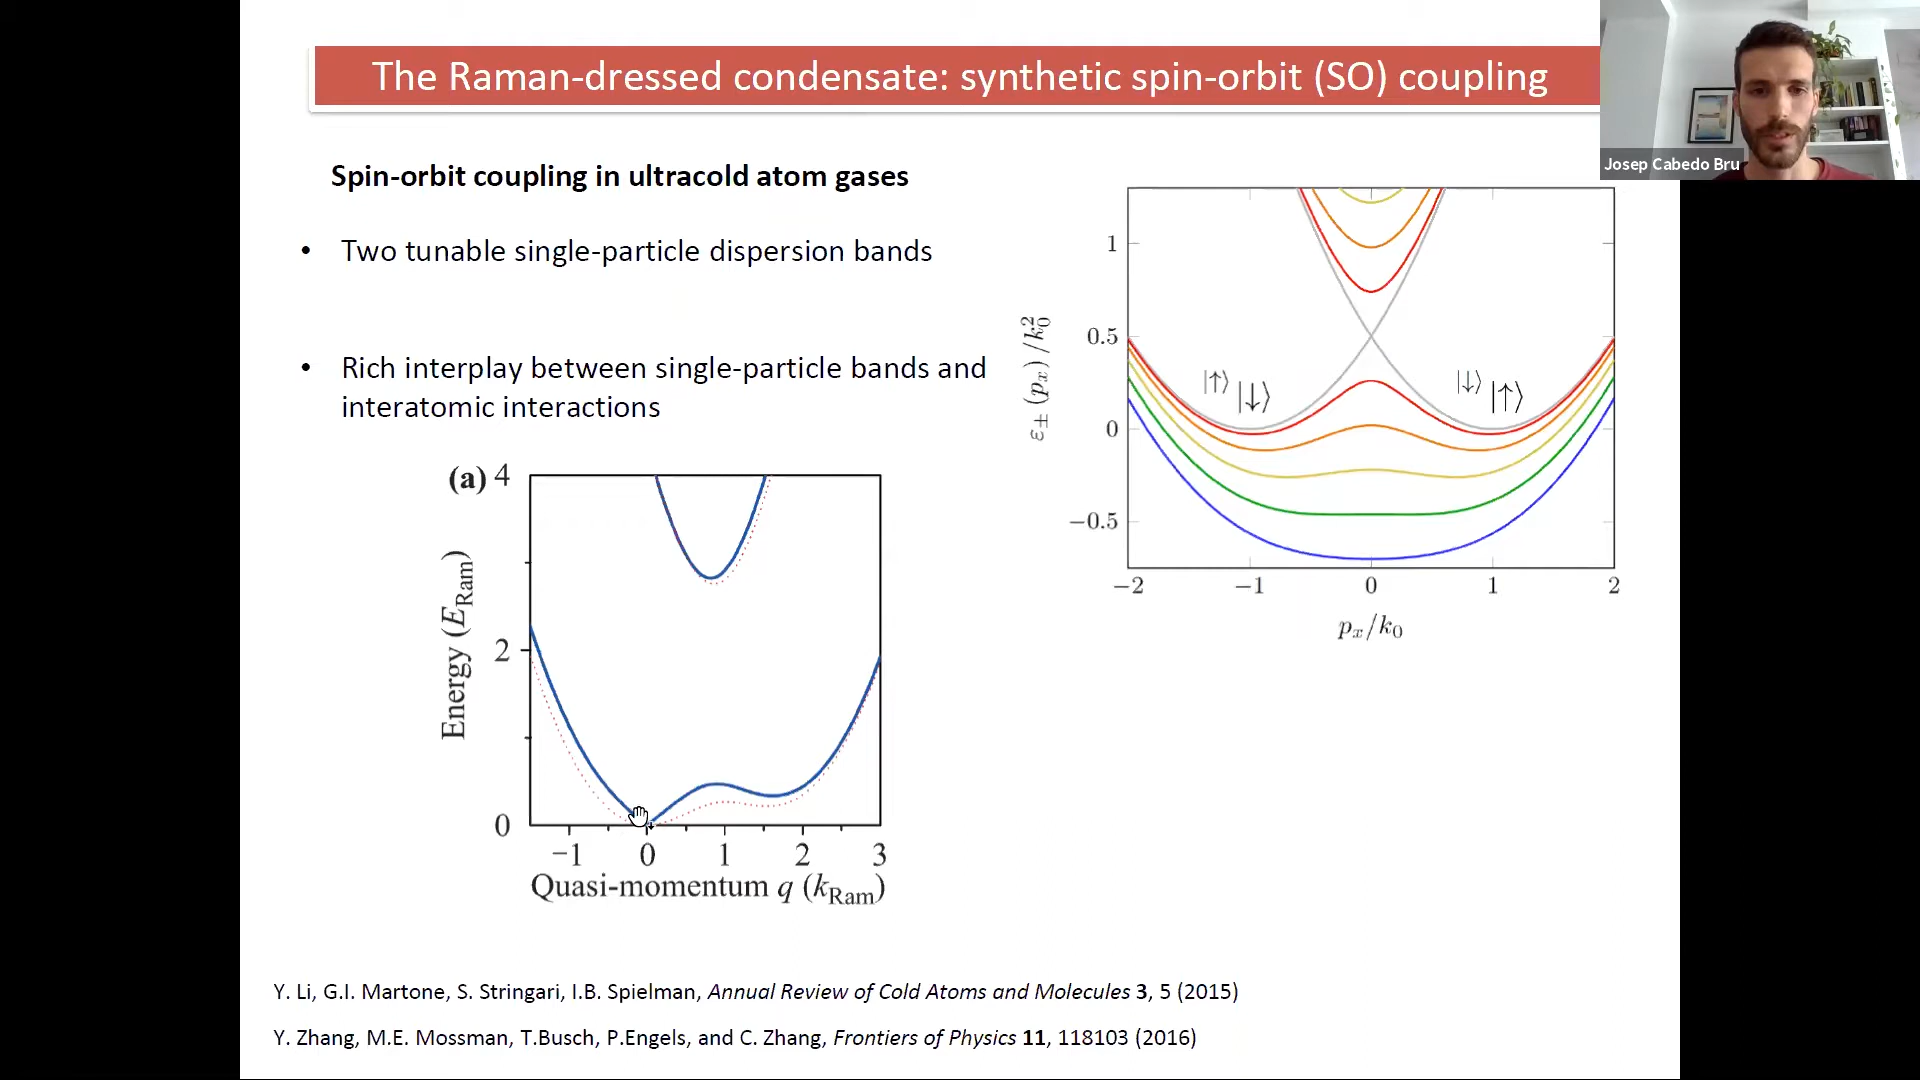 The Raman-dressed condensate: synthetic spin-orbit (SO) coupling
Josep Cabedo Bru
Spin-orbit coupling in ultracold atom gases
• Two tunable single-particle dispersion bands
• Rich interplay between single-particle bands and
interatomic interactions
(a)
4
2
0
Energy (E_Ram)
−1 0 1 2 3
Quasi-momentum q (k_Ram)
1
0.5
0
−0.5
ε± (p_x) /k_0^2
|↑⟩ |↓⟩
|↓⟩ |↑⟩
−2 −1 0 1 2
p_x/k_0
Y. Li, G.I. Martone, S. Stringari, I.B. Spielman, Annual Review of Cold Atoms and Molecules 3, 5 (2015)
Y. Zhang, M.E. Mossman, T.Busch, P.Engels, and C. Zhang, Frontiers of Physics 11, 118103 (2016)